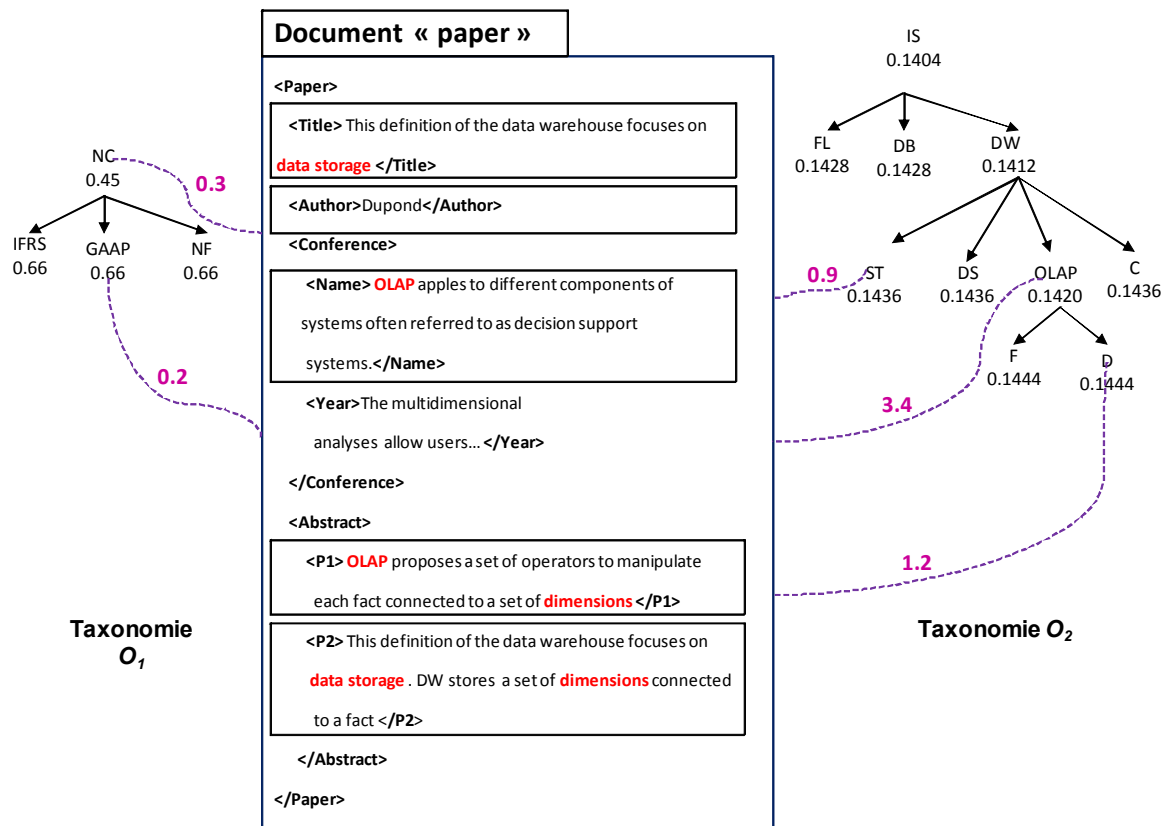 Document « paper »
<Paper>
<Title> This definition of the data warehouse focuses on
data storage </Title>
<Author>Dupond</Author>
<Conference>
<Name> OLAP apples to different components of
systems often referred to as decision support
systems.</Name>
<Year>The multidimensional
analyses allow users... </Year>
</Conference>
<Abstract>
<P1> OLAP proposes a set of operators to manipulate
each fact connected to a set of dimensions </P1>
<P2> This definition of the data warehouse focuses on
data storage . DW stores a set of dimensions connected
to a fact </P2>
</Abstract>
</Paper>
NC
0.45
0.3
IFRS
0.66
GAAP
0.66
NF
0.66
0.2
Taxonomie
O1
IS
0.1404
FL
0.1428
DB
0.1428
DW
0.1412
0.9
ST
0.1436
DS
0.1436
OLAP
0.1420
C
0.1436
F
0.1444
D
0.1444
3.4
1.2
Taxonomie O2